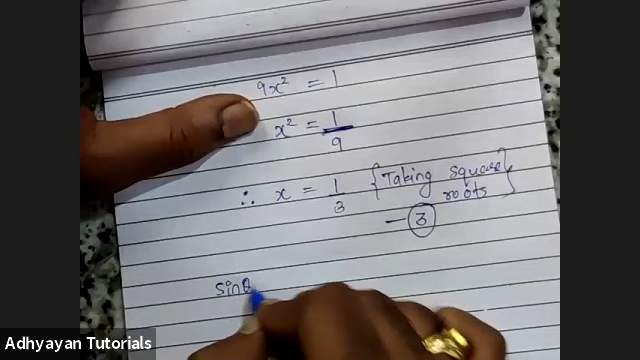 9x² = 1
x² = 1/9
∴ x = 1/3 {Taking square roots}
— ③
sinθ
Adhyayan Tutorials